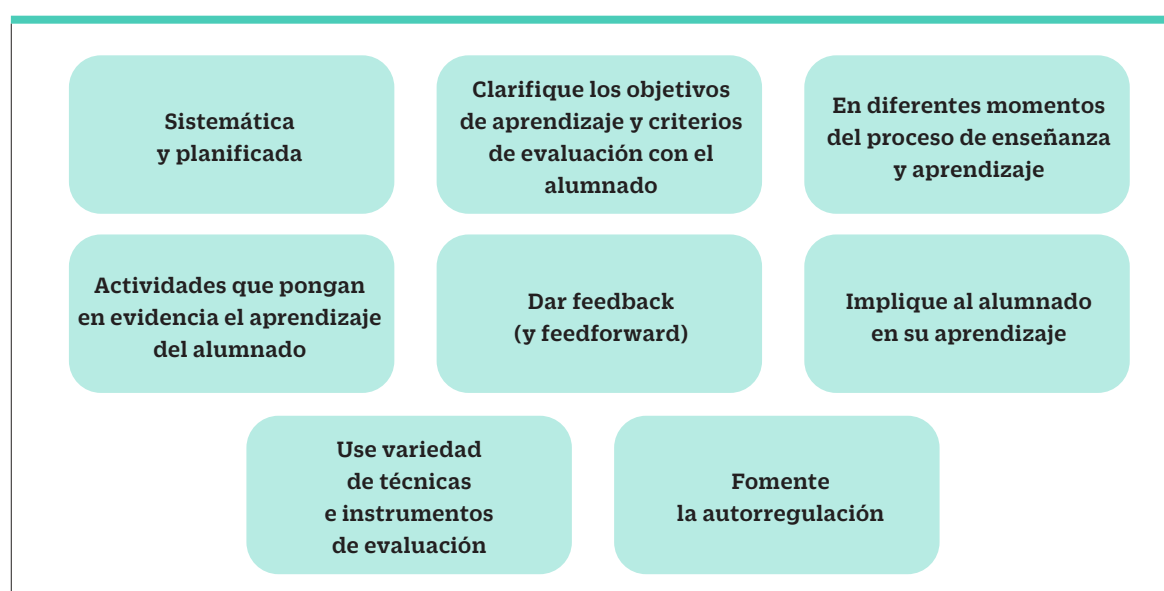 Sistemática
y planificada
Clarifique los objetivos
de aprendizaje y criterios
de evaluación con el
alumnado
En diferentes momentos
del proceso de enseñanza
y aprendizaje
Actividades que pongan
en evidencia el aprendizaje
del alumnado
Dar feedback
(y feedforward)
Implique al alumnado
en su aprendizaje
Use variedad
de técnicas
e instrumentos
de evaluación
Fomente
la autorregulación